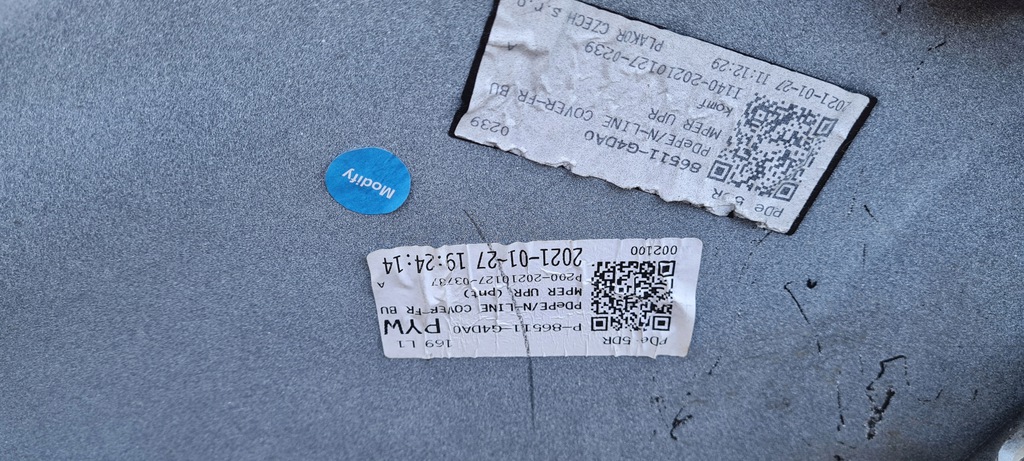 PDe 5DR
86511-G4DA0
0239
PDePE/N-LINE COVER-FR BU
MPER UPR
Komf
1140-20210127-0239
A
2021-01-27 11:12:29
PLAKOR CZECH s.r.o
Modify
PDe 5DR
169 L1
P-86511-G4DA0
PYW
PDePE/N-LINE COVER-FR BU
MPER UPR (pnt)
P200-20210127-03737
A
002100
2021-01-27 19:24:14